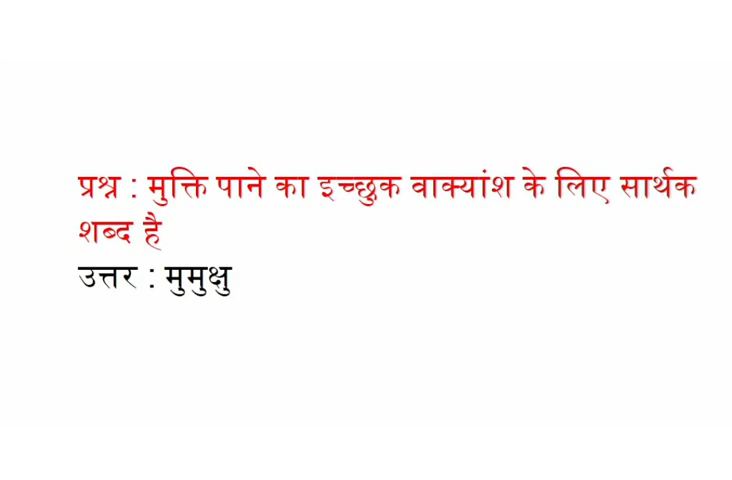 प्रश्न : मुक्ति पाने का इच्छुक वाक्यांश के लिए सार्थक
शब्द है
उत्तर : मुमुक्षु